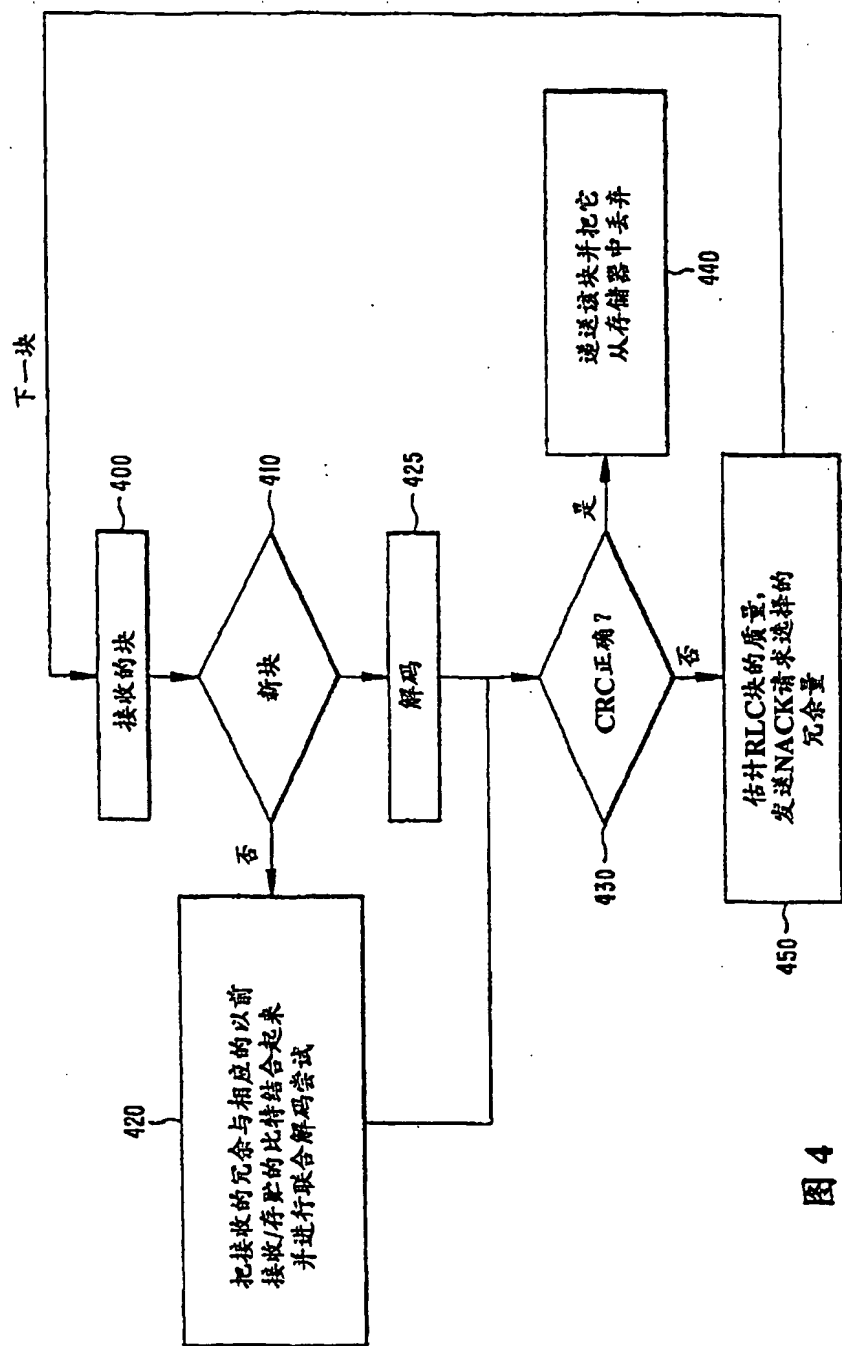 下一块
接收的块
400
新块
410
否
把接收的冗余与相应的以前
接收/存贮的比特结合起来
并进行联合解码尝试
420
解码
425
CRC正确?
430
是
递送该块并把它
从存储器中丢弃
440
否
估计RLC块的质量,
发送NACK请求选择的
冗余量
450
图 4